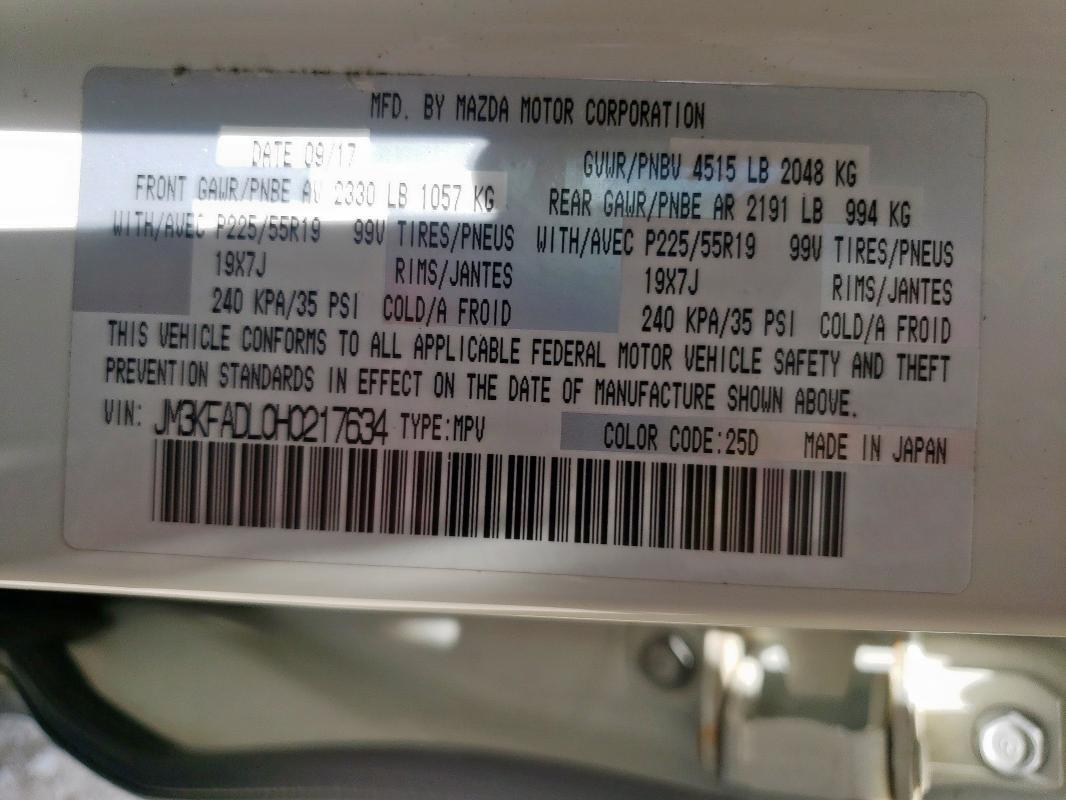 MFD. BY MAZDA MOTOR CORPORATION
DATE 09/17 GVWR/PNBV 4515 LB 2048 KG
FRONT GAWR/PNBE AV 2330 LB 1057 KG REAR GAWR/PNBE AR 2191 LB 994 KG
WITH/AVEC P225/55R19 99V TIRES/PNEUS WITH/AVEC P225/55R19 99V TIRES/PNEUS
19X7J RIMS/JANTES 19X7J RIMS/JANTES
240 KPA/35 PSI COLD/A FROID 240 KPA/35 PSI COLD/A FROID
THIS VEHICLE CONFORMS TO ALL APPLICABLE FEDERAL MOTOR VEHICLE SAFETY AND THEFT
PREVENTION STANDARDS IN EFFECT ON THE DATE OF MANUFACTURE SHOWN ABOVE.
VIN: JM3KFADL0H0217634 TYPE:MPV COLOR CODE:25D MADE IN JAPAN